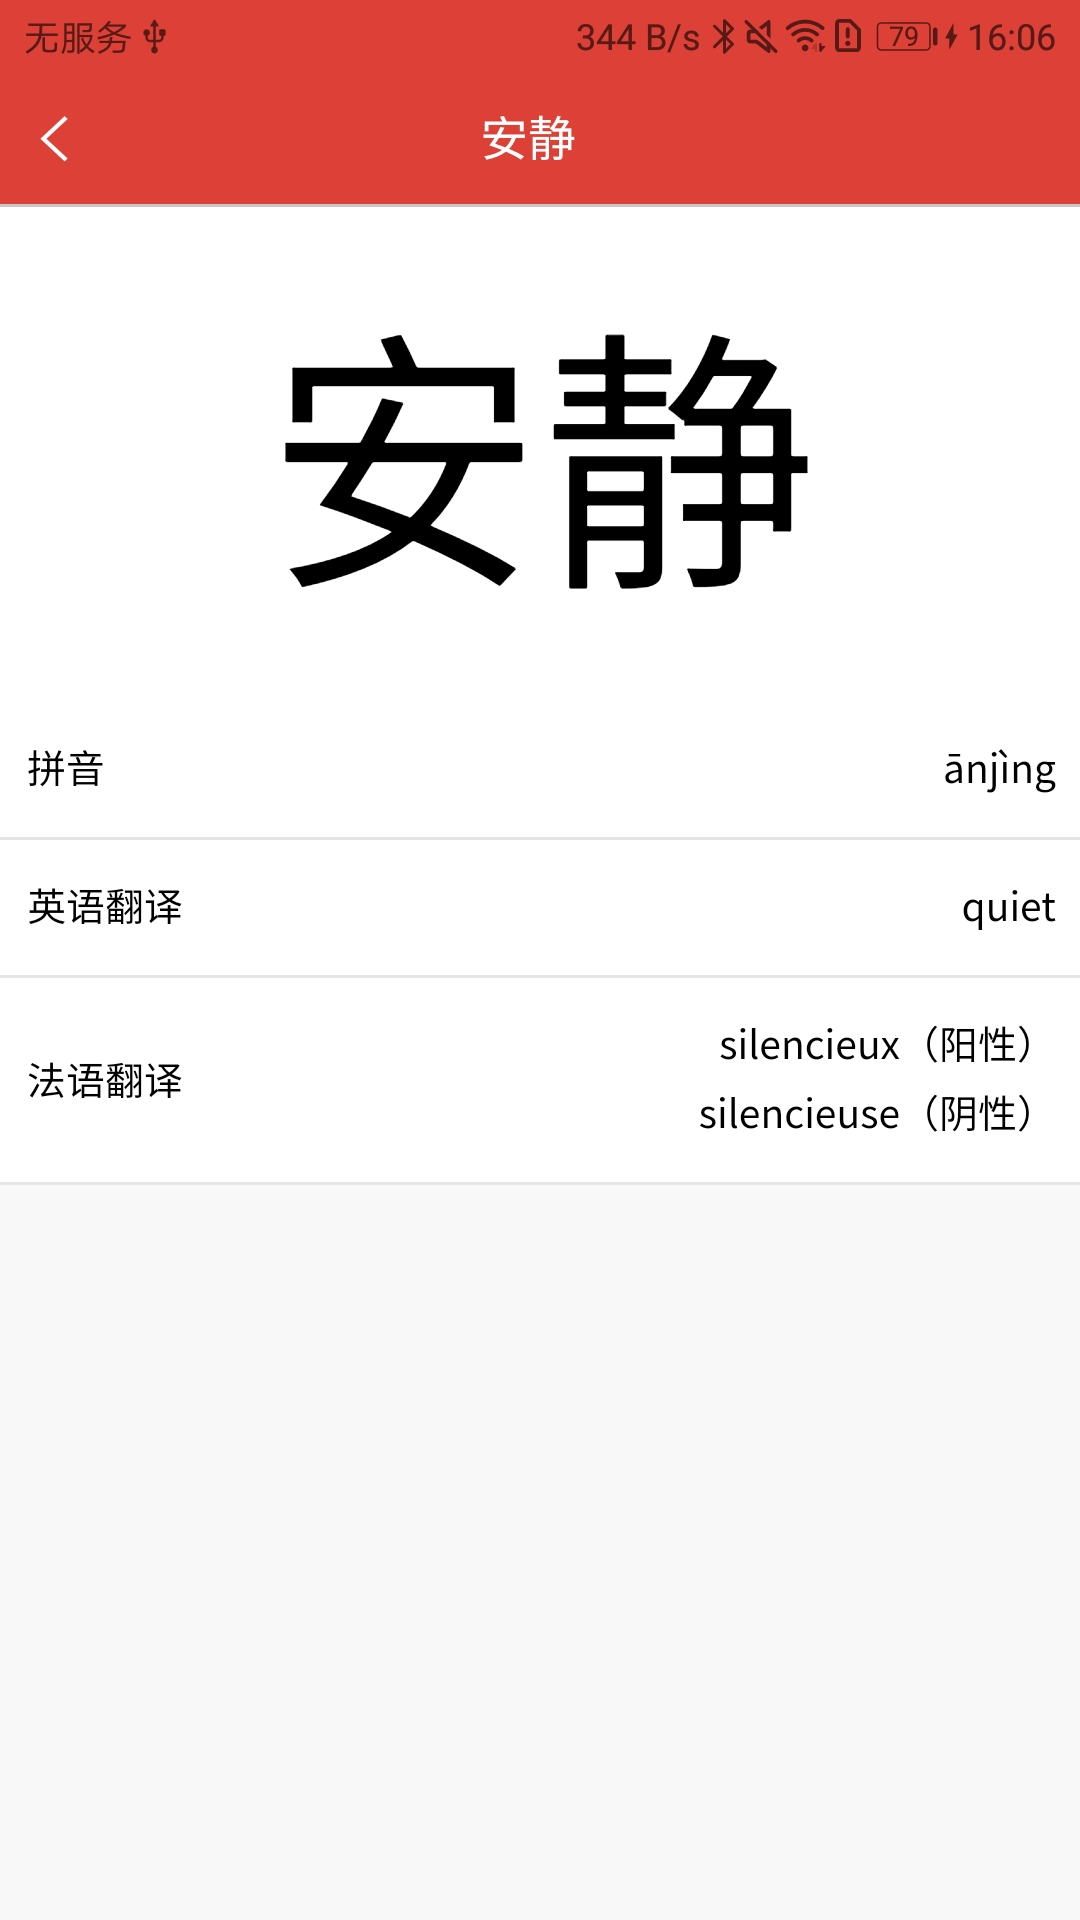 无服务 344 B/s 79 16:06
安静
安静
拼音 ānjìng
英语翻译 quiet
法语翻译 silencieux（阳性）
silencieuse（阴性）